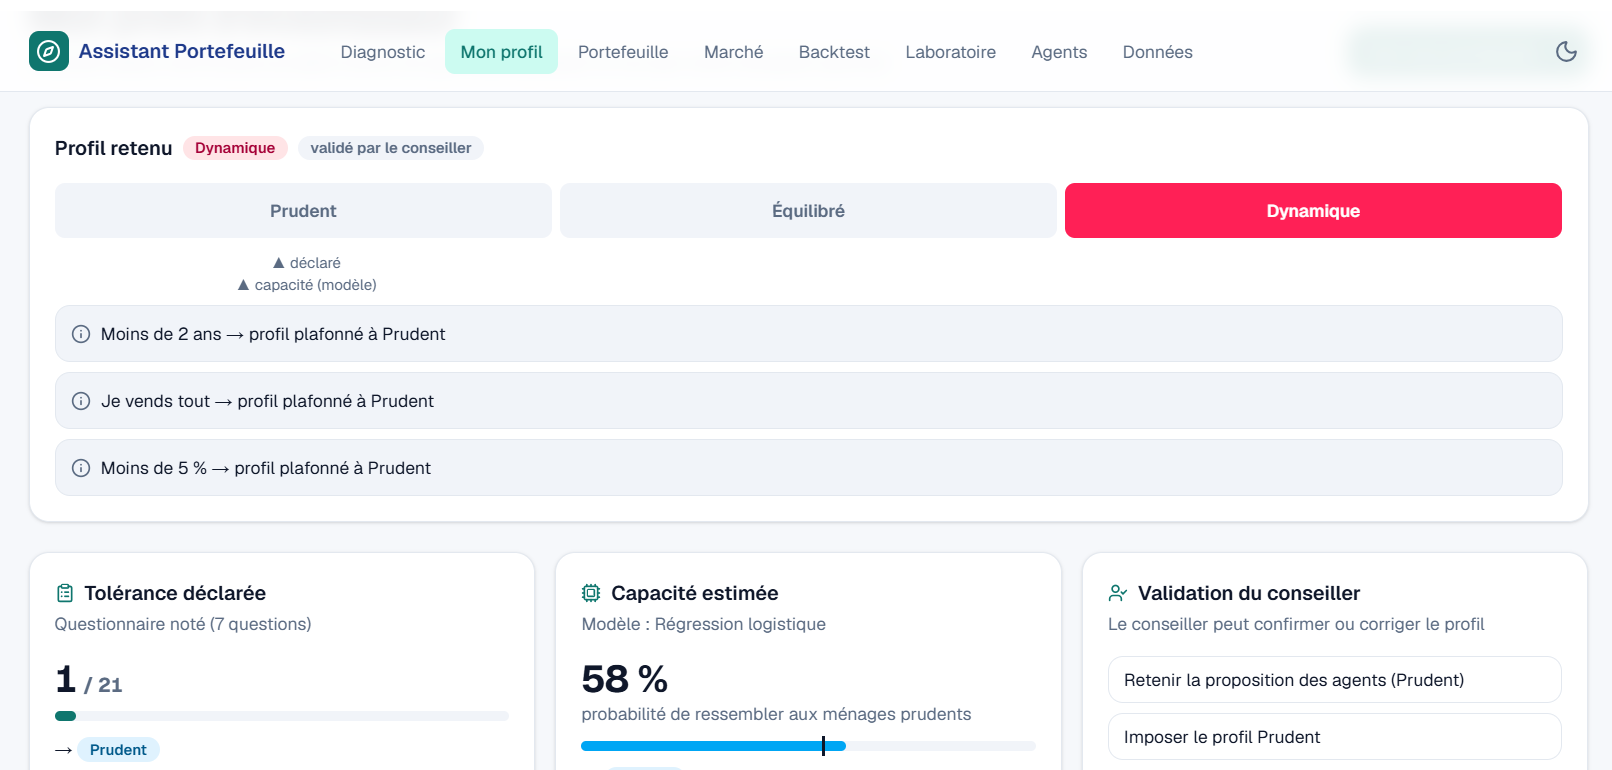 Assistant Portefeuille
Diagnostic
Mon profil
Portefeuille
Marché
Backtest
Laboratoire
Agents
Données
Profil retenu
Dynamique
validé par le conseiller
Prudent
Équilibré
Dynamique
▲ déclaré
▲ capacité (modèle)
Moins de 2 ans → profil plafonné à Prudent
Je vends tout → profil plafonné à Prudent
Moins de 5 % → profil plafonné à Prudent
Tolérance déclarée
Questionnaire noté (7 questions)
1 / 21
→ Prudent
Capacité estimée
Modèle : Régression logistique
58 %
probabilité de ressembler aux ménages prudents
Validation du conseiller
Le conseiller peut confirmer ou corriger le profil
Retenir la proposition des agents (Prudent)
Imposer le profil Prudent